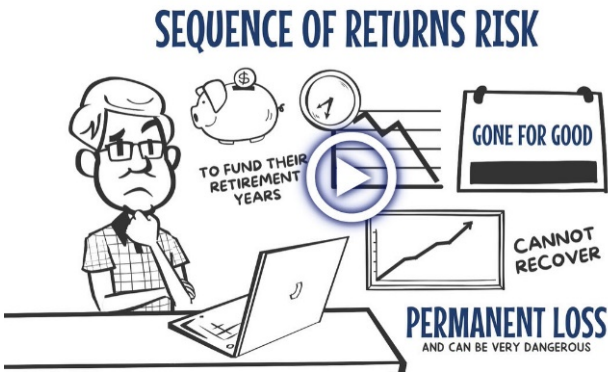 SEQUENCE OF RETURNS RISK
$
TO FUND THEIR
RETIREMENT
YEARS
GONE FOR GOOD
CANNOT
RECOVER
PERMANENT LOSS
AND CAN BE VERY DANGEROUS